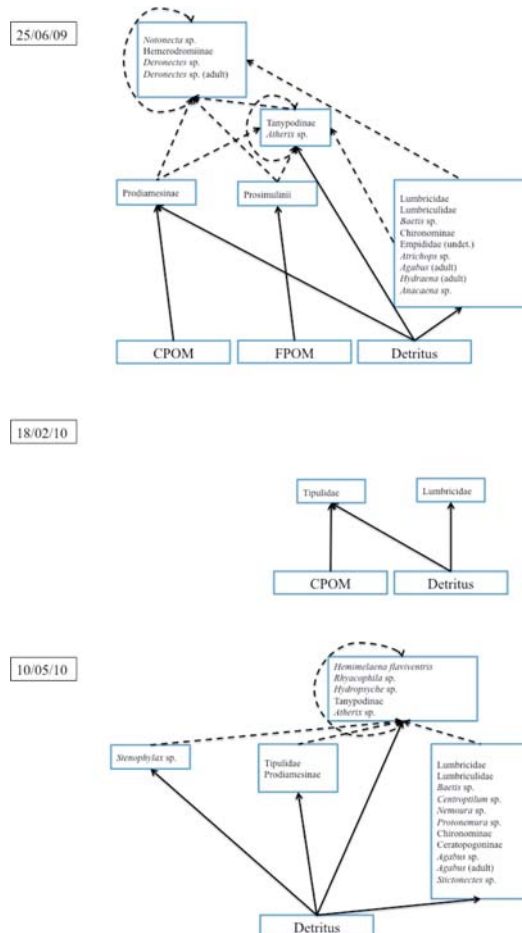 25/06/09
Notonecta sp.
Hemerodromiinae
Deronectes sp.
Deronectes sp. (adult)
Tanypodinae
Atherix sp.
Prodiamesinae
Prosimulinii
Lumbricidae
Lumbriculidae
Baetis sp.
Chironominae
Empididae (undet.)
Atrichops sp.
Agabus (adult)
Hydraena (adult)
Anacaena sp.
CPOM
FPOM
Detritus
18/02/10
Tipulidae
Lumbricidae
CPOM
Detritus
10/05/10
Hemimelaena flaviventris
Rhyacophila sp.
Hydropsyche sp.
Tanypodinae
Atherix sp.
Stenophylax sp.
Tipulidae
Prodiamesinae
Lumbricidae
Lumbriculidae
Baetis sp.
Centroptilum sp.
Nemoura sp.
Protonemura sp.
Chironominae
Ceratopogoninae
Agabus sp.
Agabus (adult)
Stictonectes sp.
Detritus